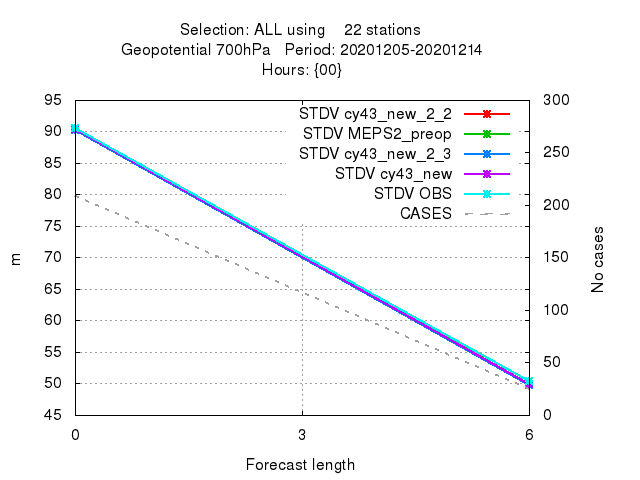 Selection: ALL using 22 stations
Geopotential 700hPa Period: 20201205-20201214
Hours: {00}
95
90
85
80
75
70
65
60
55
50
45
m
STDV cy43_new_2_2
STDV MEPS2_preop
STDV cy43_new_2_3
STDV cy43_new
STDV OBS
CASES
300
250
200
150
100
50
0
No cases
0 3 6
Forecast length